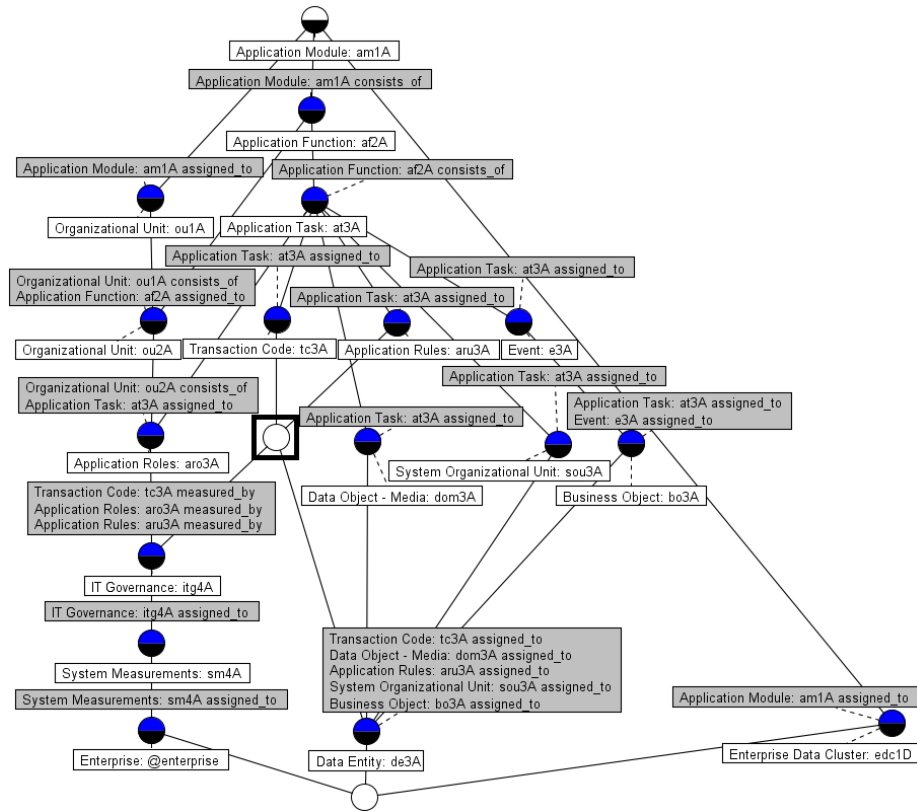 Application Module: am1A
Application Module: am1A consists_of
Application Function: af2A
Application Module: am1A assigned_to
Application Function: af2A consists_of
Organizational Unit: ou1A
Application Task: at3A
Application Task: at3A assigned_to
Application Task: at3A assigned_to
Organizational Unit: ou1A consists_of
Application Function: af2A assigned_to
Application Task: at3A assigned_to
Organizational Unit: ou2A
Transaction Code: tc3A
Application Rules: aru3A
Event: e3A
Organizational Unit: ou2A consists_of
Application Task: at3A assigned_to
Application Task: at3A assigned_to
Application Task: at3A assigned_to
Application Task: at3A assigned_to
Event: e3A assigned_to
Application Roles: aro3A
System Organizational Unit: sou3A
Data Object - Media: dom3A
Business Object: bo3A
Transaction Code: tc3A measured_by
Application Roles: aro3A measured_by
Application Rules: aru3A measured_by
IT Governance: itg4A
IT Governance: itg4A assigned_to
Transaction Code: tc3A assigned_to
Data Object - Media: dom3A assigned_to
Application Rules: aru3A assigned_to
System Organizational Unit: sou3A assigned_to
Business Object: bo3A assigned_to
System Measurements: sm4A
System Measurements: sm4A assigned_to
Application Module: am1A assigned_to
Enterprise: @enterprise
Data Entity: de3A
Enterprise Data Cluster: edc1D